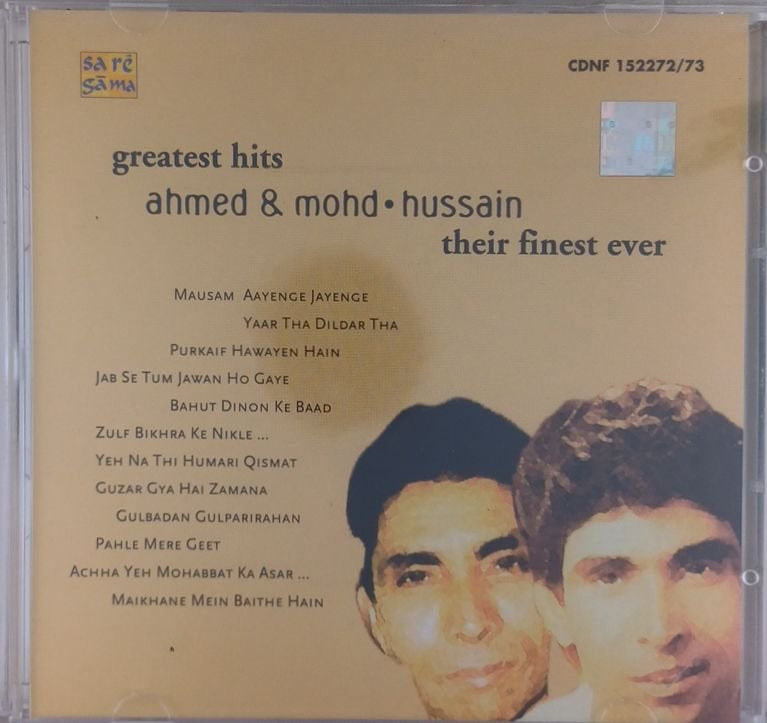 sa rē
gāma
CDNF 152272/73
greatest hits
ahmed & mohd•hussain
their finest ever
MAUSAM AAYENGE JAYENGE
YAAR THA DILDAR THA
PURKAIF HAWAYEN HAIN
JAB SE TUM JAWAN HO GAYE
BAHUT DINON KE BAAD
ZULF BIKHRA KE NIKLE ...
YEH NA THI HUMARI QISMAT
GUZAR GYA HAI ZAMANA
GULBADAN GULPARIRAHAN
PAHLE MERE GEET
ACHHA YEH MOHABBAT KA ASAR ...
MAIKHANE MEIN BAITHE HAIN